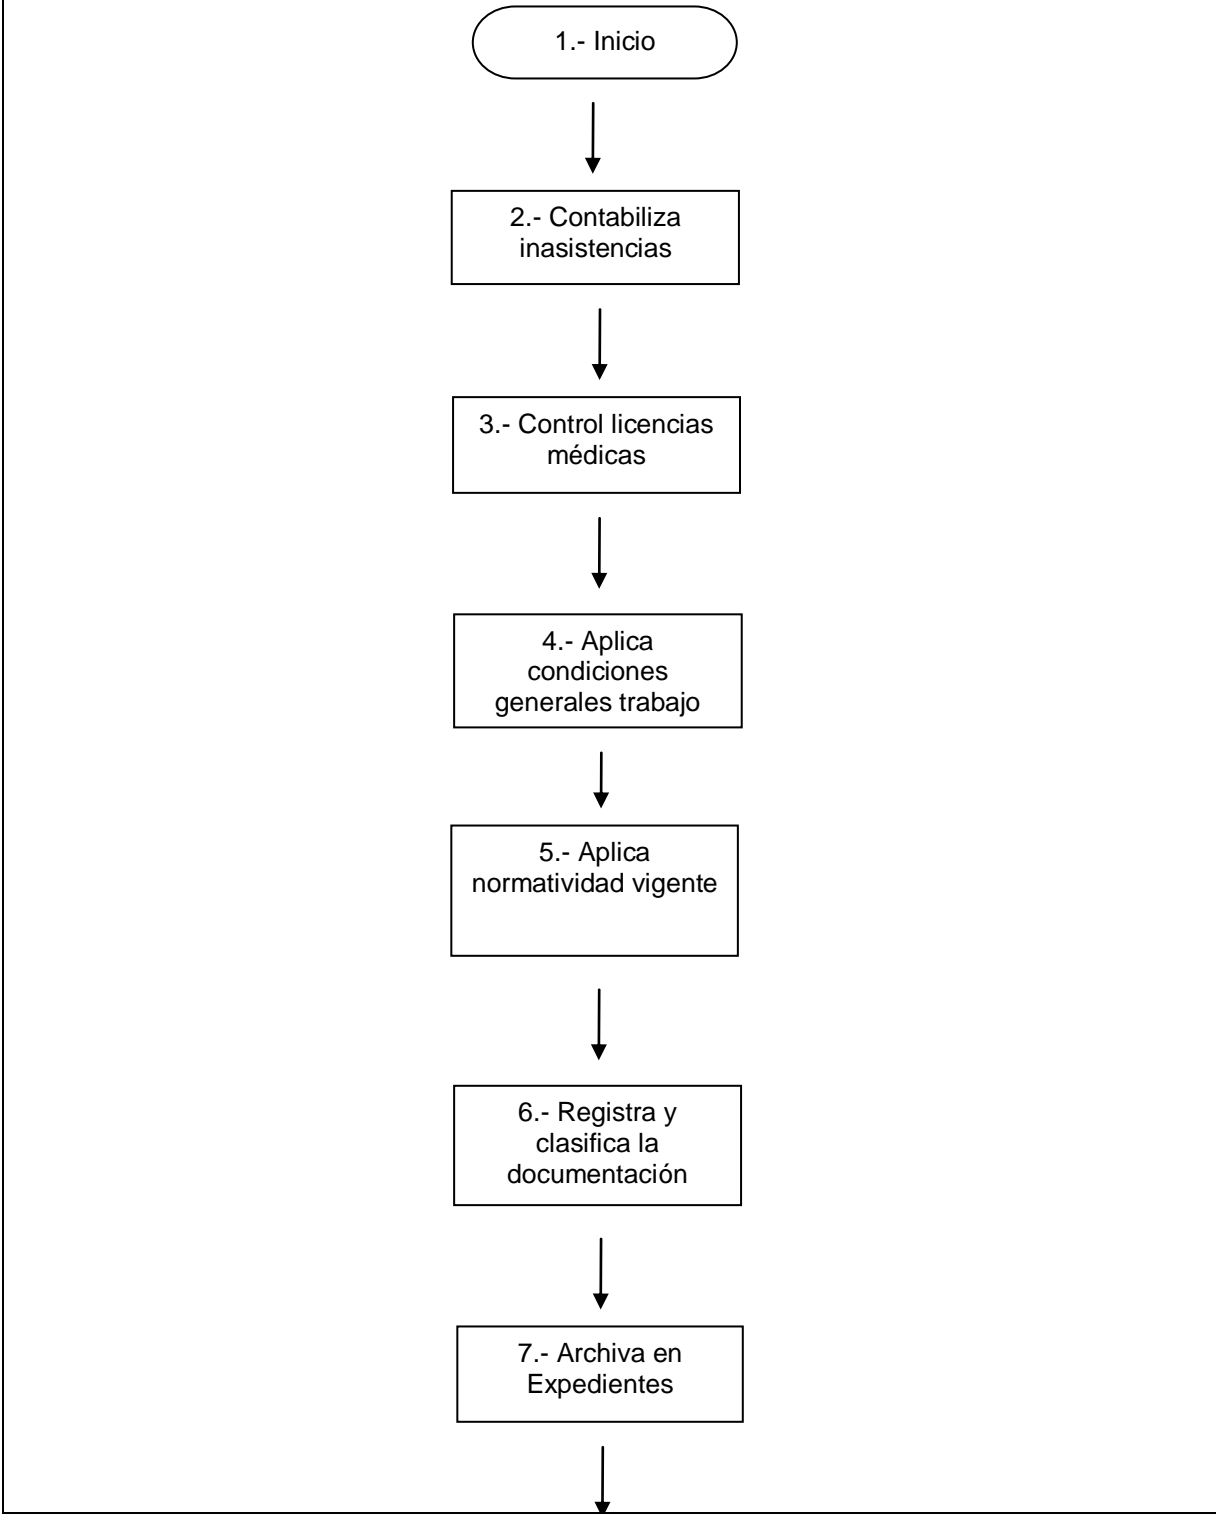 1.- Inicio
2.- Contabiliza
inasistencias
3.- Control licencias
médicas
4.- Aplica
condiciones
generales trabajo
5.- Aplica
normatividad vigente
6.- Registra y
clasifica la
documentación
7.- Archiva en
Expedientes